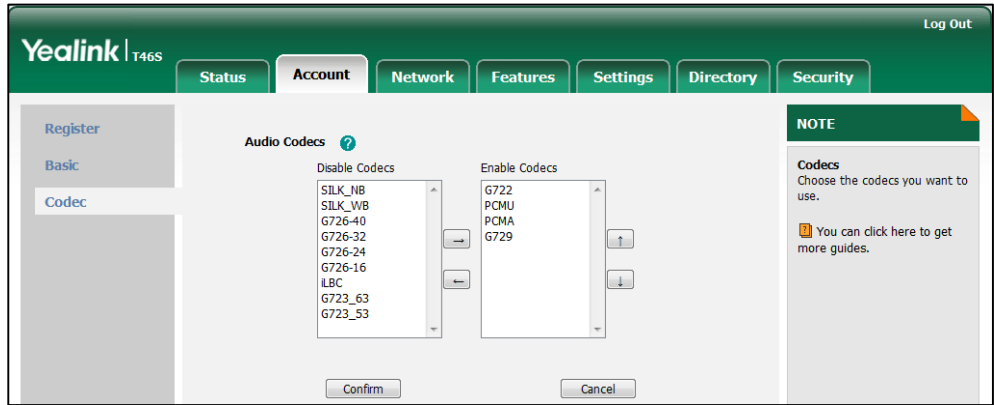 Log Out
Yealink | T46S
Status
Account
Network
Features
Settings
Directory
Security
Register
Basic
Codec
Audio Codecs ?
Disable Codecs
SILK_NB
SILK_WB
G726-40
G726-32
G726-24
G726-16
iLBC
G723_63
G723_53
→
←
Enable Codecs
G722
PCMU
PCMA
G729
↑
↓
Confirm
Cancel
NOTE
Codecs
Choose the codecs you want to
use.
? You can click here to get
more guides.